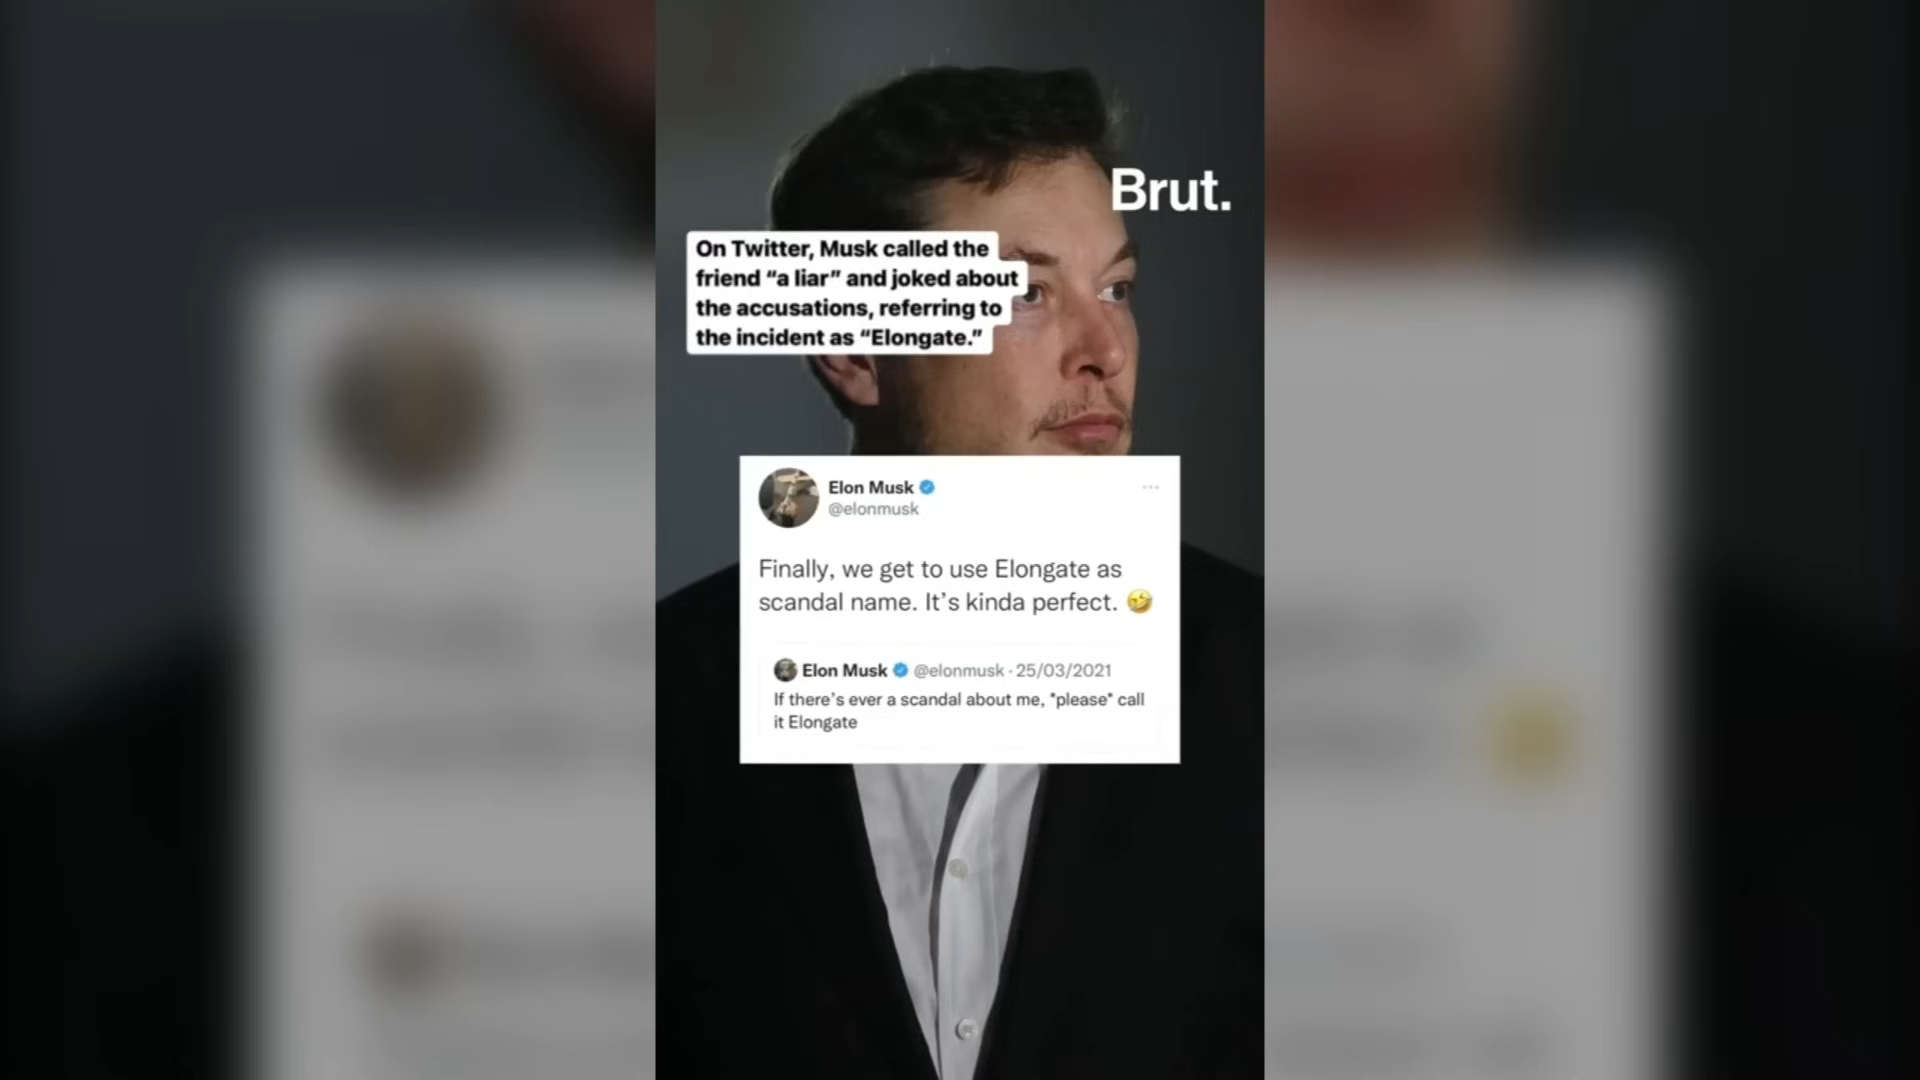 Brut.
On Twitter, Musk called the
friend “a liar” and joked about
the accusations, referring to
the incident as “Elongate.”
Elon Musk
@elonmusk
Finally, we get to use Elongate as
scandal name. It’s kinda perfect. 🤣
Elon Musk @elonmusk · 25/03/2021
If there’s ever a scandal about me, *please* call
it Elongate